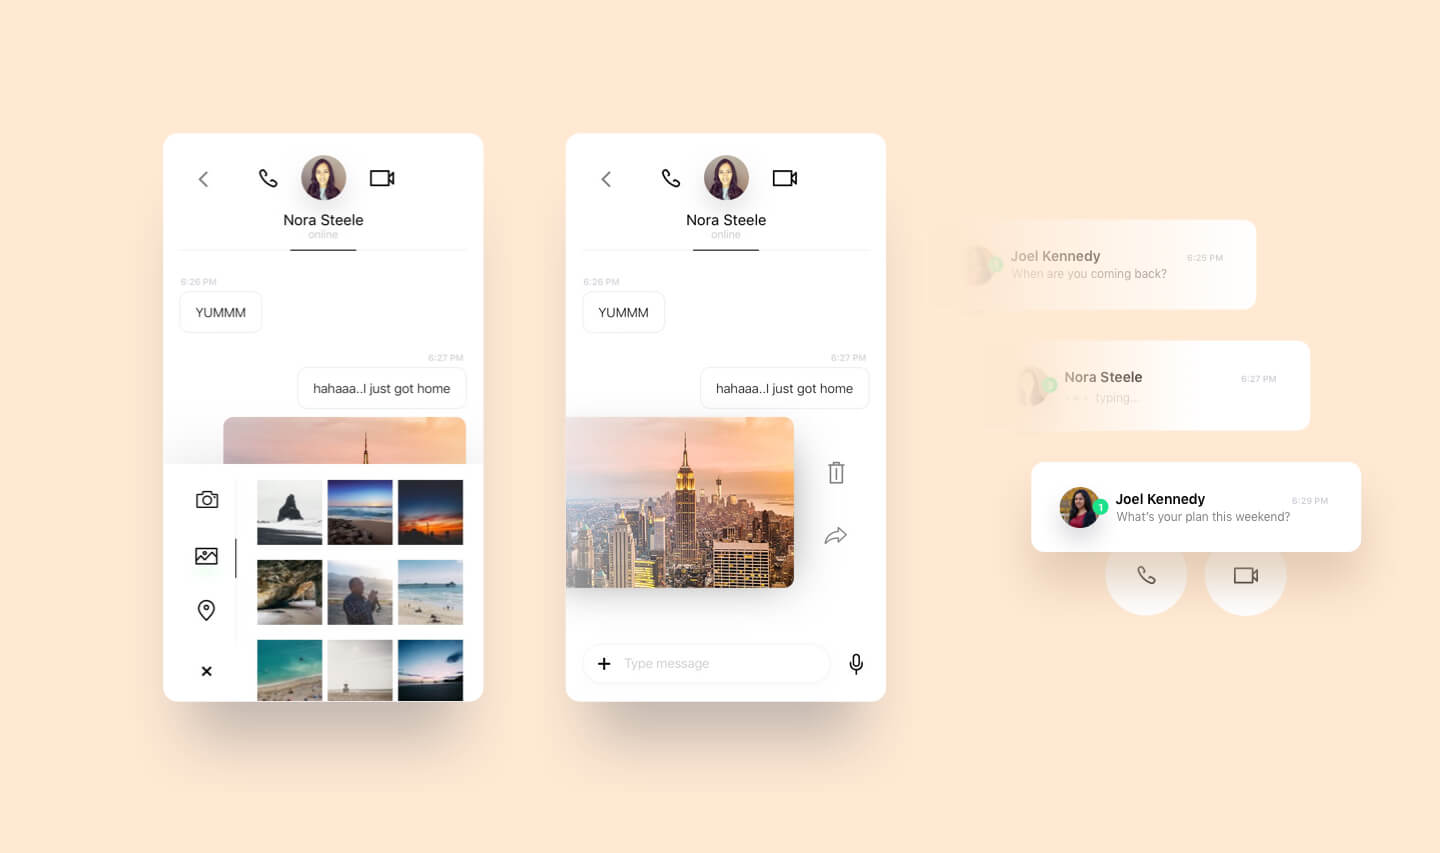 Nora Steele
online
6:26 PM
YUMMM
6:27 PM
hahaaa..I just got home
Nora Steele
online
6:26 PM
YUMMM
6:27 PM
hahaaa..I just got home
Type message
Joel Kennedy
6:25 PM
When are you coming back?
Nora Steele
6:27 PM
typing...
Joel Kennedy
6:29 PM
1
What's your plan this weekend?